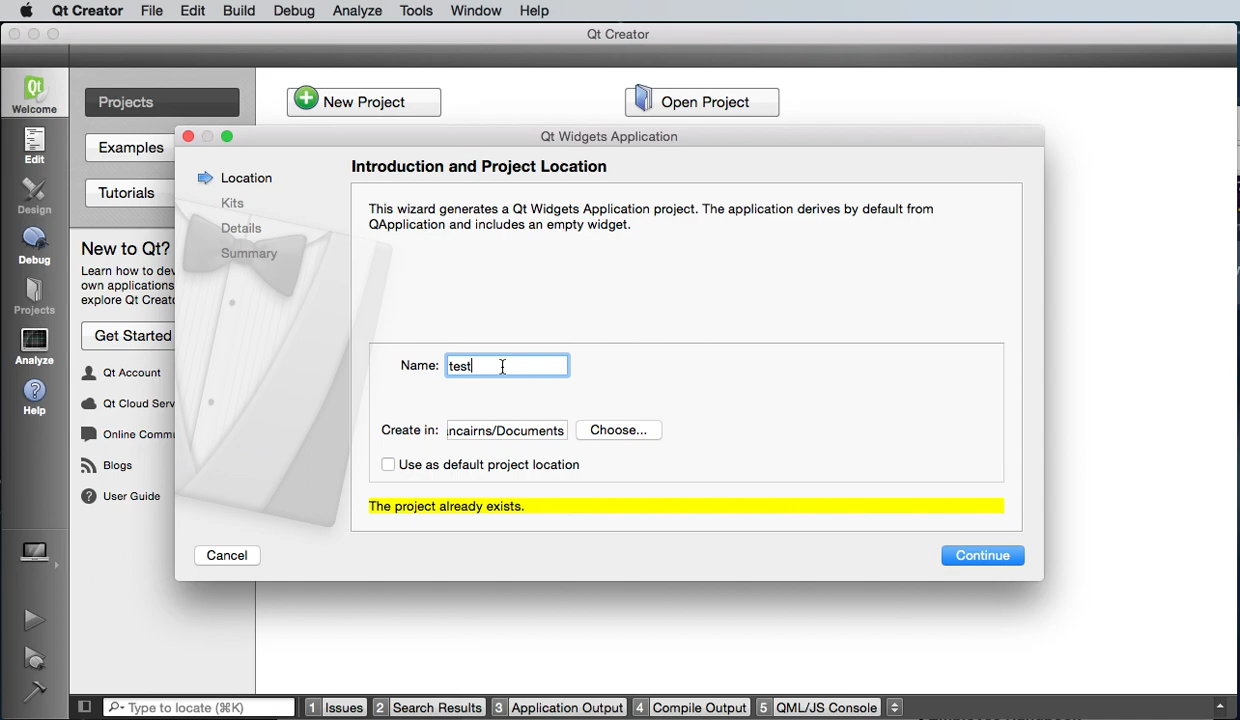 Qt Creator File Edit Build Debug Analyze Tools Window Help
Qt Creator
Qt
Welcome
Edit
Design
Debug
Projects
Analyze
Help
Projects
New Project
Open Project
Examples
Tutorials
New to Qt?
Learn how to dev
own applications
explore Qt Creato
Get Started
Qt Account
Qt Cloud Serv
Online Commu
Blogs
User Guide
Qt Widgets Application
Location
Kits
Details
Summary
Introduction and Project Location
This wizard generates a Qt Widgets Application project. The application derives by default from
QApplication and includes an empty widget.
Name: test
Create in: ncairns/Documents Choose...
Use as default project location
The project already exists.
Cancel
Continue
Type to locate (⌘K) 1 Issues 2 Search Results 3 Application Output 4 Compile Output 5 QML/JS Console